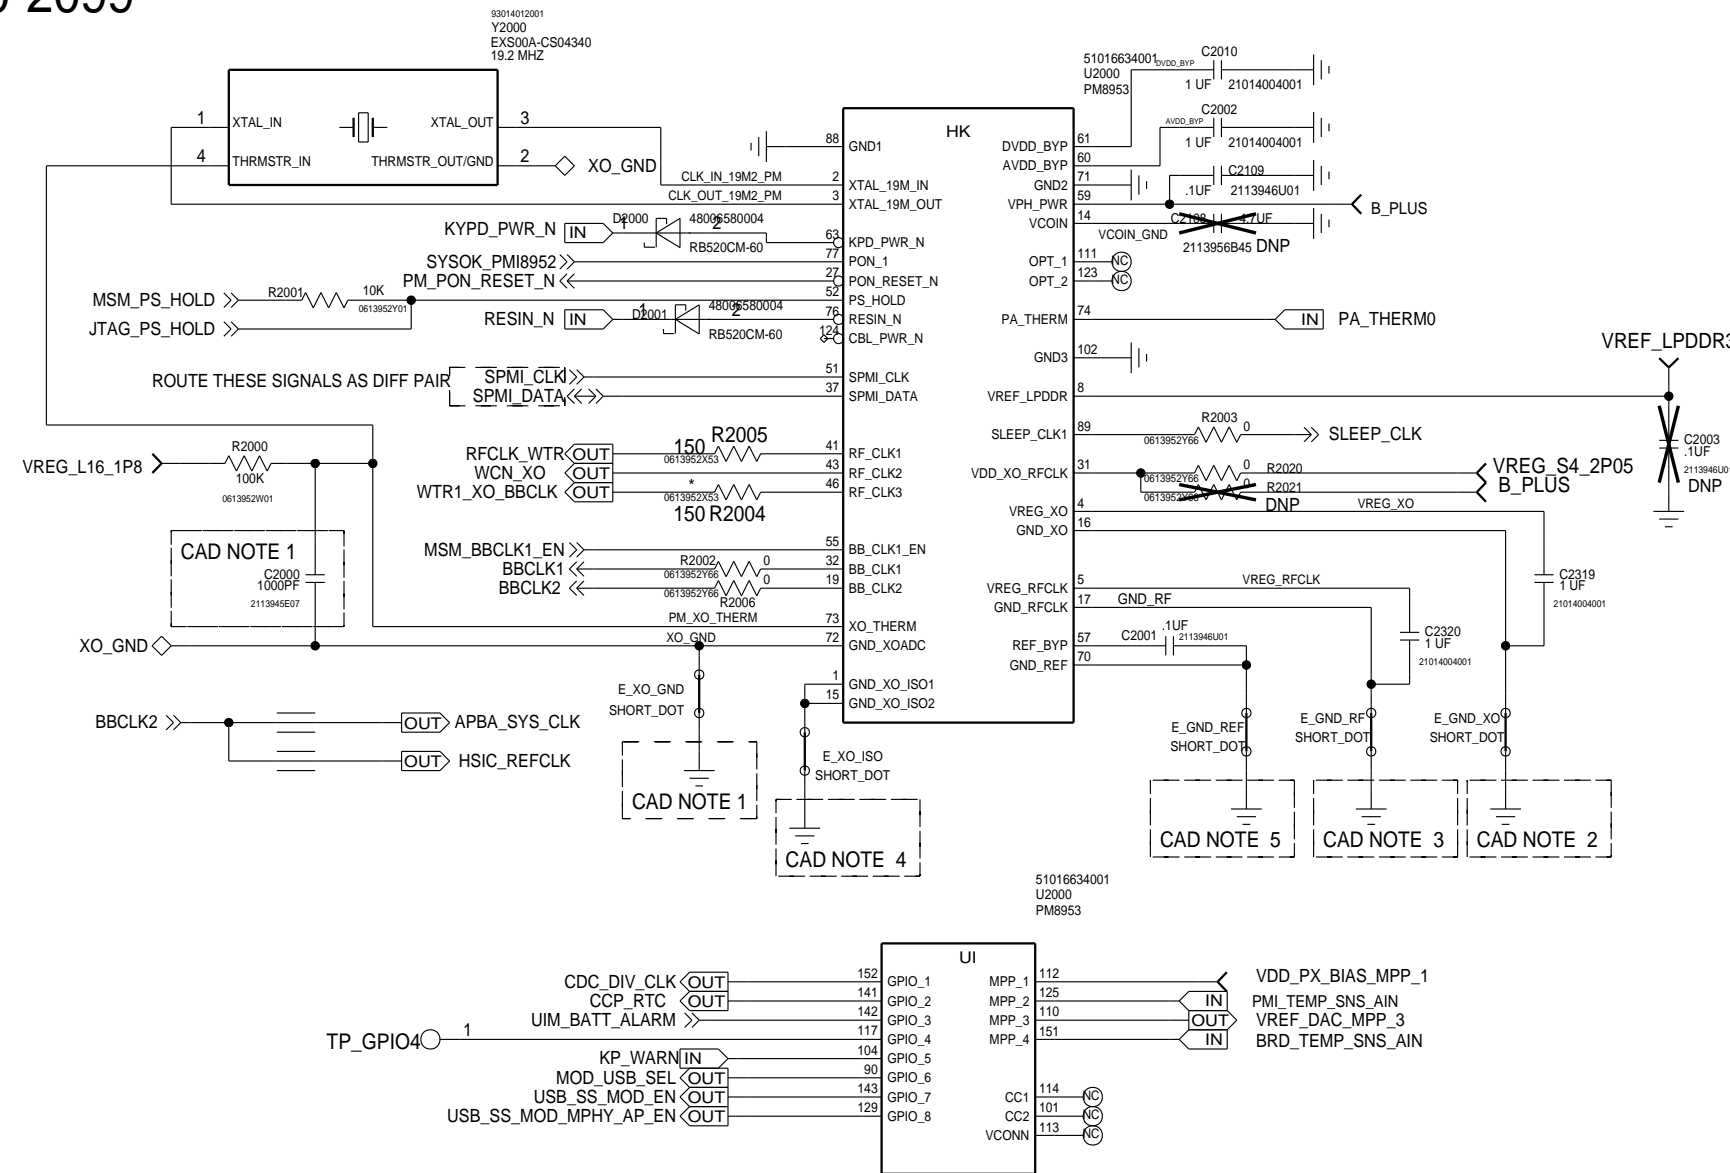 93014012001
Y2000
EXS00A-CS04340
19.2 MHZ
1 XTAL_IN XTAL_OUT 3
4 THRMSTR_IN THRMSTR_OUT/GND 2 XO_GND
51016634001
U2000
PM8953
DVDD_BYP C2010
1 UF 21014004001
AVDD_BYP C2002
1 UF 21014004001
C2109
.1UF 2113946U01
B_PLUS
C2108 4.7UF
VCOIN_GND
2113956B45 DNP
HK
88 GND1
CLK_IN_19M2_PM 2 XTAL_19M_IN
CLK_OUT_19M2_PM 3 XTAL_19M_OUT
KYPD_PWR_N IN D2000 1 2 48006580004 RB520CM-60 63 KPD_PWR_N
SYSOK_PMI8952 77 PON_1
PM_PON_RESET_N 27 PON_RESET_N
MSM_PS_HOLD R2001 10K 0613952Y01 52 PS_HOLD
JTAG_PS_HOLD
RESIN_N IN D2001 1 2 48006580004 RB520CM-60 76 RESIN_N
124 CBL_PWR_N
ROUTE THESE SIGNALS AS DIFF PAIR
SPMI_CLK 51 SPMI_CLK
SPMI_DATA 37 SPMI_DATA
RFCLK_WTR OUT 150 R2005 0613952X53 41 RF_CLK1
WCN_XO OUT 43 RF_CLK2
WTR1_XO_BBCLK OUT * 0613952X53 46 RF_CLK3
150 R2004
MSM_BBCLK1_EN 55 BB_CLK1_EN
BBCLK1 R2002 0 0613952Y66 32 BB_CLK1
BBCLK2 0613952Y66 0 R2006 19 BB_CLK2
PM_XO_THERM 73 XO_THERM
XO_GND XO_GND 72 GND_XOADC
1 GND_XO_ISO1
15 GND_XO_ISO2
VREG_L16_1P8 R2000 100K 0613952W01
CAD NOTE 1
C2000
1000PF
2113945E07
BBCLK2 OUT APBA_SYS_CLK
OUT HSIC_REFCLK
E_XO_GND
SHORT_DOT
CAD NOTE 1
E_XO_ISO
SHORT_DOT
CAD NOTE 4
DVDD_BYP 61
AVDD_BYP 60
GND2 71
VPH_PWR 59
VCOIN 14
OPT_1 111 NC
OPT_2 123 NC
PA_THERM 74 IN PA_THERM0
GND3 102
VREF_LPDDR 8
VREF_LPDDR3
C2003
.1UF
2113946U01
DNP
SLEEP_CLK1 89 R2003 0613952Y66 0 SLEEP_CLK
VDD_XO_RFCLK 31 0613952Y66 0 R2020 VREG_S4_2P05
0613952Y66 0 R2021 B_PLUS
DNP
VREG_XO 4 VREG_XO
GND_XO 16
C2319
1 UF
21014004001
VREG_RFCLK 5 VREG_RFCLK
GND_RFCLK 17 GND_RF
C2320
1 UF
21014004001
REF_BYP 57 C2001 .1UF 2113946U01
GND_REF 70
E_GND_REF
SHORT_DOT
CAD NOTE 5
E_GND_RF
SHORT_DOT
CAD NOTE 3
E_GND_XO
SHORT_DOT
CAD NOTE 2
51016634001
U2000
PM8953
UI
CDC_DIV_CLK OUT 152 GPIO_1
CCP_RTC OUT 141 GPIO_2
UIM_BATT_ALARM 142 GPIO_3
TP_GPIO4 1 117 GPIO_4
KP_WARN IN 104 GPIO_5
MOD_USB_SEL OUT 90 GPIO_6
USB_SS_MOD_EN OUT 143 GPIO_7
USB_SS_MOD_MPHY_AP_EN OUT 129 GPIO_8
MPP_1 112 VDD_PX_BIAS_MPP_1
MPP_2 125 IN PMI_TEMP_SNS_AIN
MPP_3 110 OUT VREF_DAC_MPP_3
MPP_4 151 IN BRD_TEMP_SNS_AIN
CC1 114 NC
CC2 101 NC
VCONN 113 NC